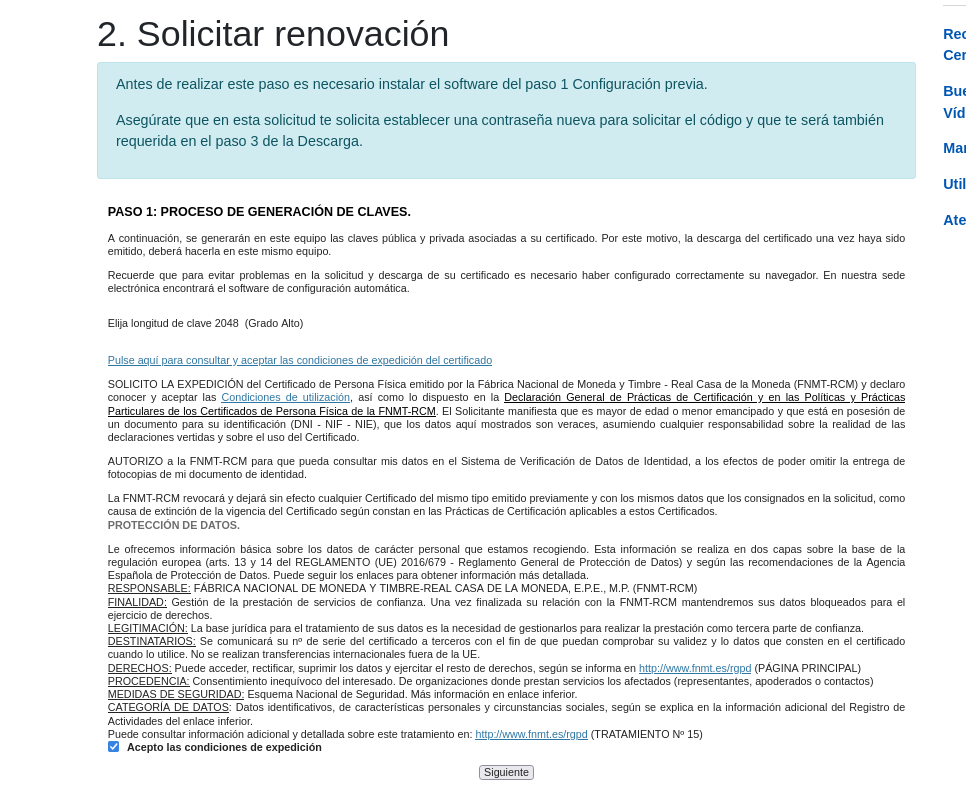 2. Solicitar renovación
Antes de realizar este paso es necesario instalar el software del paso 1 Configuración previa.
Asegúrate que en esta solicitud te solicita establecer una contraseña nueva para solicitar el código y que te será también
requerida en el paso 3 de la Descarga.
PASO 1: PROCESO DE GENERACIÓN DE CLAVES.
A continuación, se generarán en este equipo las claves pública y privada asociadas a su certificado. Por este motivo, la descarga del certificado una vez haya sido
emitido, deberá hacerla en este mismo equipo.
Recuerde que para evitar problemas en la solicitud y descarga de su certificado es necesario haber configurado correctamente su navegador. En nuestra sede
electrónica encontrará el software de configuración automática.
Elija longitud de clave 2048 (Grado Alto)
Pulse aquí para consultar y aceptar las condiciones de expedición del certificado
SOLICITO LA EXPEDICIÓN del Certificado de Persona Física emitido por la Fábrica Nacional de Moneda y Timbre - Real Casa de la Moneda (FNMT-RCM) y declaro
conocer y aceptar las Condiciones de utilización, así como lo dispuesto en la Declaración General de Prácticas de Certificación y en las Políticas y Prácticas
Particulares de los Certificados de Persona Física de la FNMT-RCM. El Solicitante manifiesta que es mayor de edad o menor emancipado y que está en posesión de
un documento para su identificación (DNI - NIF - NIE), que los datos aquí mostrados son veraces, asumiendo cualquier responsabilidad sobre la realidad de las
declaraciones vertidas y sobre el uso del Certificado.
AUTORIZO a la FNMT-RCM para que pueda consultar mis datos en el Sistema de Verificación de Datos de Identidad, a los efectos de poder omitir la entrega de
fotocopias de mi documento de identidad.
La FNMT-RCM revocará y dejará sin efecto cualquier Certificado del mismo tipo emitido previamente y con los mismos datos que los consignados en la solicitud, como
causa de extinción de la vigencia del Certificado según constan en las Prácticas de Certificación aplicables a estos Certificados.
PROTECCIÓN DE DATOS.
Le ofrecemos información básica sobre los datos de carácter personal que estamos recogiendo. Esta información se realiza en dos capas sobre la base de la
regulación europea (arts. 13 y 14 del REGLAMENTO (UE) 2016/679 - Reglamento General de Protección de Datos) y según las recomendaciones de la Agencia
Española de Protección de Datos. Puede seguir los enlaces para obtener información más detallada.
RESPONSABLE: FÁBRICA NACIONAL DE MONEDA Y TIMBRE-REAL CASA DE LA MONEDA, E.P.E., M.P. (FNMT-RCM)
FINALIDAD: Gestión de la prestación de servicios de confianza. Una vez finalizada su relación con la FNMT-RCM mantendremos sus datos bloqueados para el
ejercicio de derechos.
LEGITIMACIÓN: La base jurídica para el tratamiento de sus datos es la necesidad de gestionarlos para realizar la prestación como tercera parte de confianza.
DESTINATARIOS: Se comunicará su nº de serie del certificado a terceros con el fin de que puedan comprobar su validez y lo datos que consten en el certificado
cuando lo utilice. No se realizan transferencias internacionales fuera de la UE.
DERECHOS: Puede acceder, rectificar, suprimir los datos y ejercitar el resto de derechos, según se informa en http://www.fnmt.es/rgpd (PÁGINA PRINCIPAL)
PROCEDENCIA: Consentimiento inequívoco del interesado. De organizaciones donde prestan servicios los afectados (representantes, apoderados o contactos)
MEDIDAS DE SEGURIDAD: Esquema Nacional de Seguridad. Más información en enlace inferior.
CATEGORÍA DE DATOS: Datos identificativos, de características personales y circunstancias sociales, según se explica en la información adicional del Registro de
Actividades del enlace inferior.
Puede consultar información adicional y detallada sobre este tratamiento en: http://www.fnmt.es/rgpd (TRATAMIENTO Nº 15)
Acepto las condiciones de expedición
Siguiente